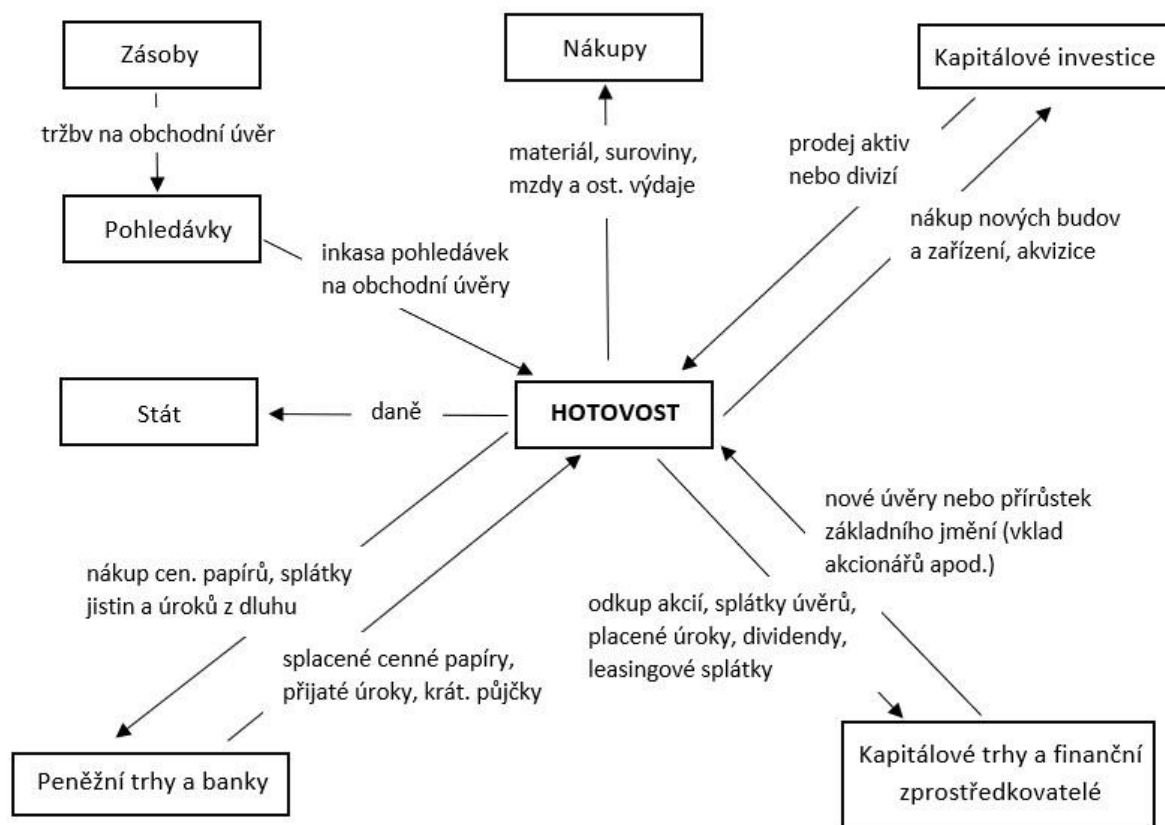 Zásoby
Nákupy
Kapitálové investice
tržbv na obchodní úvěr
materiál, suroviny,
mzdy a ost. výdaje
prodej aktiv
nebo divizí
Pohledávky
nákup nových budov
a zařízení, akvizice
inkasa pohledávek
na obchodní úvěry
Stát
daně
HOTOVOST
nové úvěry nebo přírůstek
základního jmění (vklad
akcionářů apod.)
nákup cen. papírů, splátky
jistin a úroků z dluhu
odkup akcií, splátky úvěrů,
placené úroky, dividendy,
leasingové splátky
splacené cenné papíry,
přijaté úroky, krát. půjčky
Peněžní trhy a banky
Kapitálové trhy a finanční
zprostředkovatelé